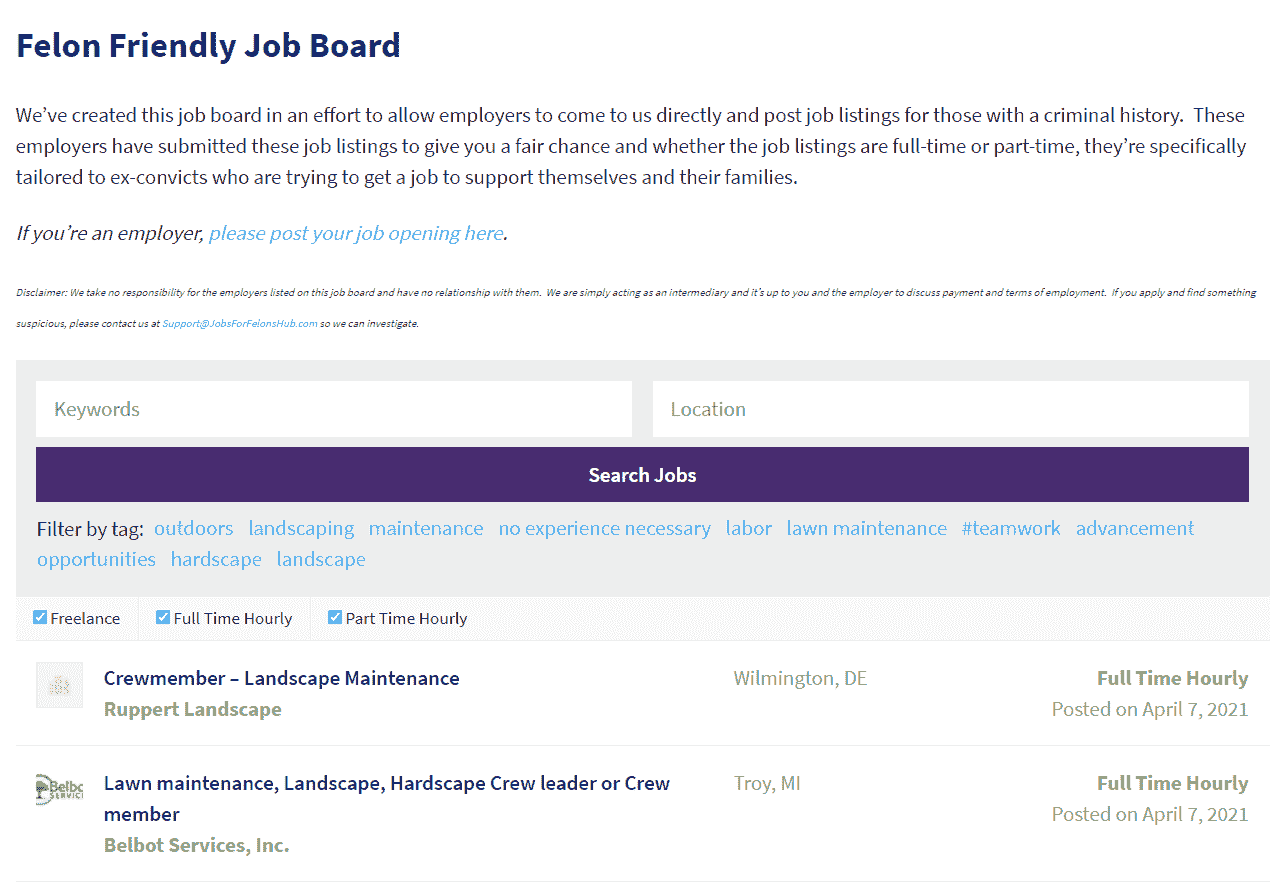 Felon Friendly Job Board
We’ve created this job board in an effort to allow employers to come to us directly and post job listings for those with a criminal history.  These
employers have submitted these job listings to give you a fair chance and whether the job listings are full-time or part-time, they’re specifically
tailored to ex-convicts who are trying to get a job to support themselves and their families.
If you’re an employer, please post your job opening here.
Disclaimer: We take no responsibility for the employers listed on this job board and have no relationship with them.  We are simply acting as an intermediary and it’s up to you and the employer to discuss payment and terms of employment.  If you apply and find something
suspicious, please contact us at Support@JobsForFelonsHub.com so we can investigate.
Keywords Location
Search Jobs
Filter by tag: outdoors landscaping maintenance no experience necessary labor lawn maintenance #teamwork advancement
opportunities hardscape landscape
Freelance Full Time Hourly Part Time Hourly
Crewmember – Landscape Maintenance Wilmington, DE Full Time Hourly
Ruppert Landscape Posted on April 7, 2021
Lawn maintenance, Landscape, Hardscape Crew leader or Crew Troy, MI Full Time Hourly
member Posted on April 7, 2021
Belbot Services, Inc.
Belbo
SERVICI